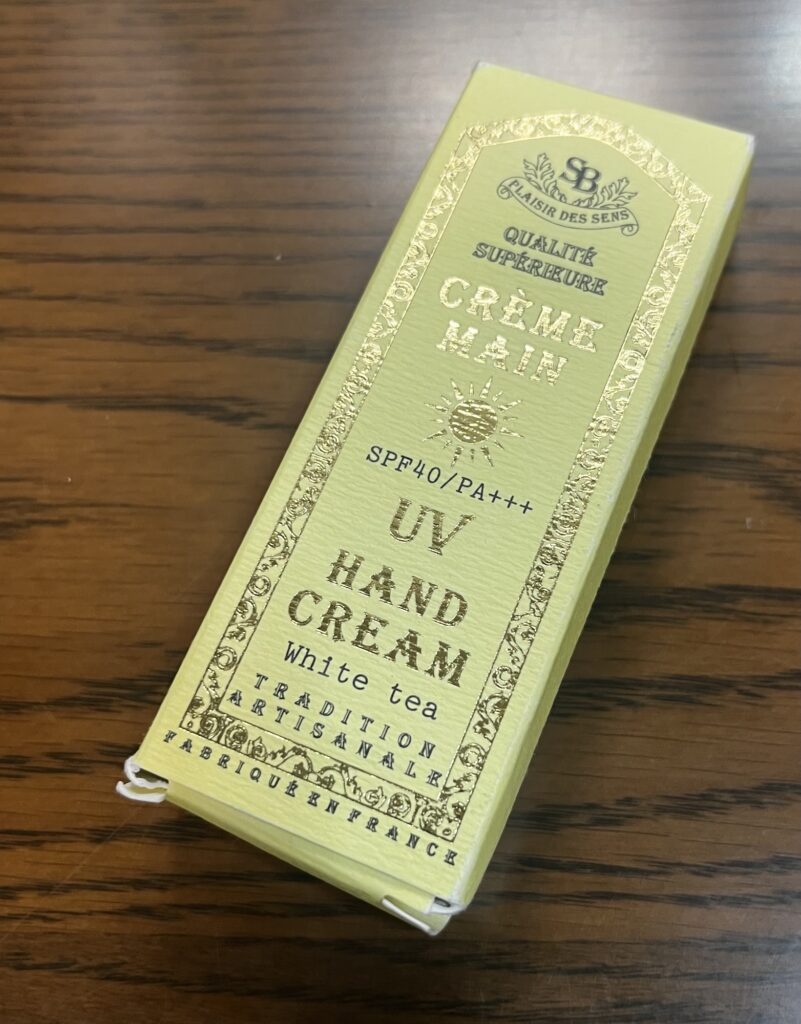 SB
PLAISIR DES SENS
QUALITÉ
SUPÉRIEURE
CRÈME
MAIN
SPF40/PA+++
UV
HAND
CREAM
White tea
TRADITION
ARTISANALE
FABRIQUÉ EN FRANCE